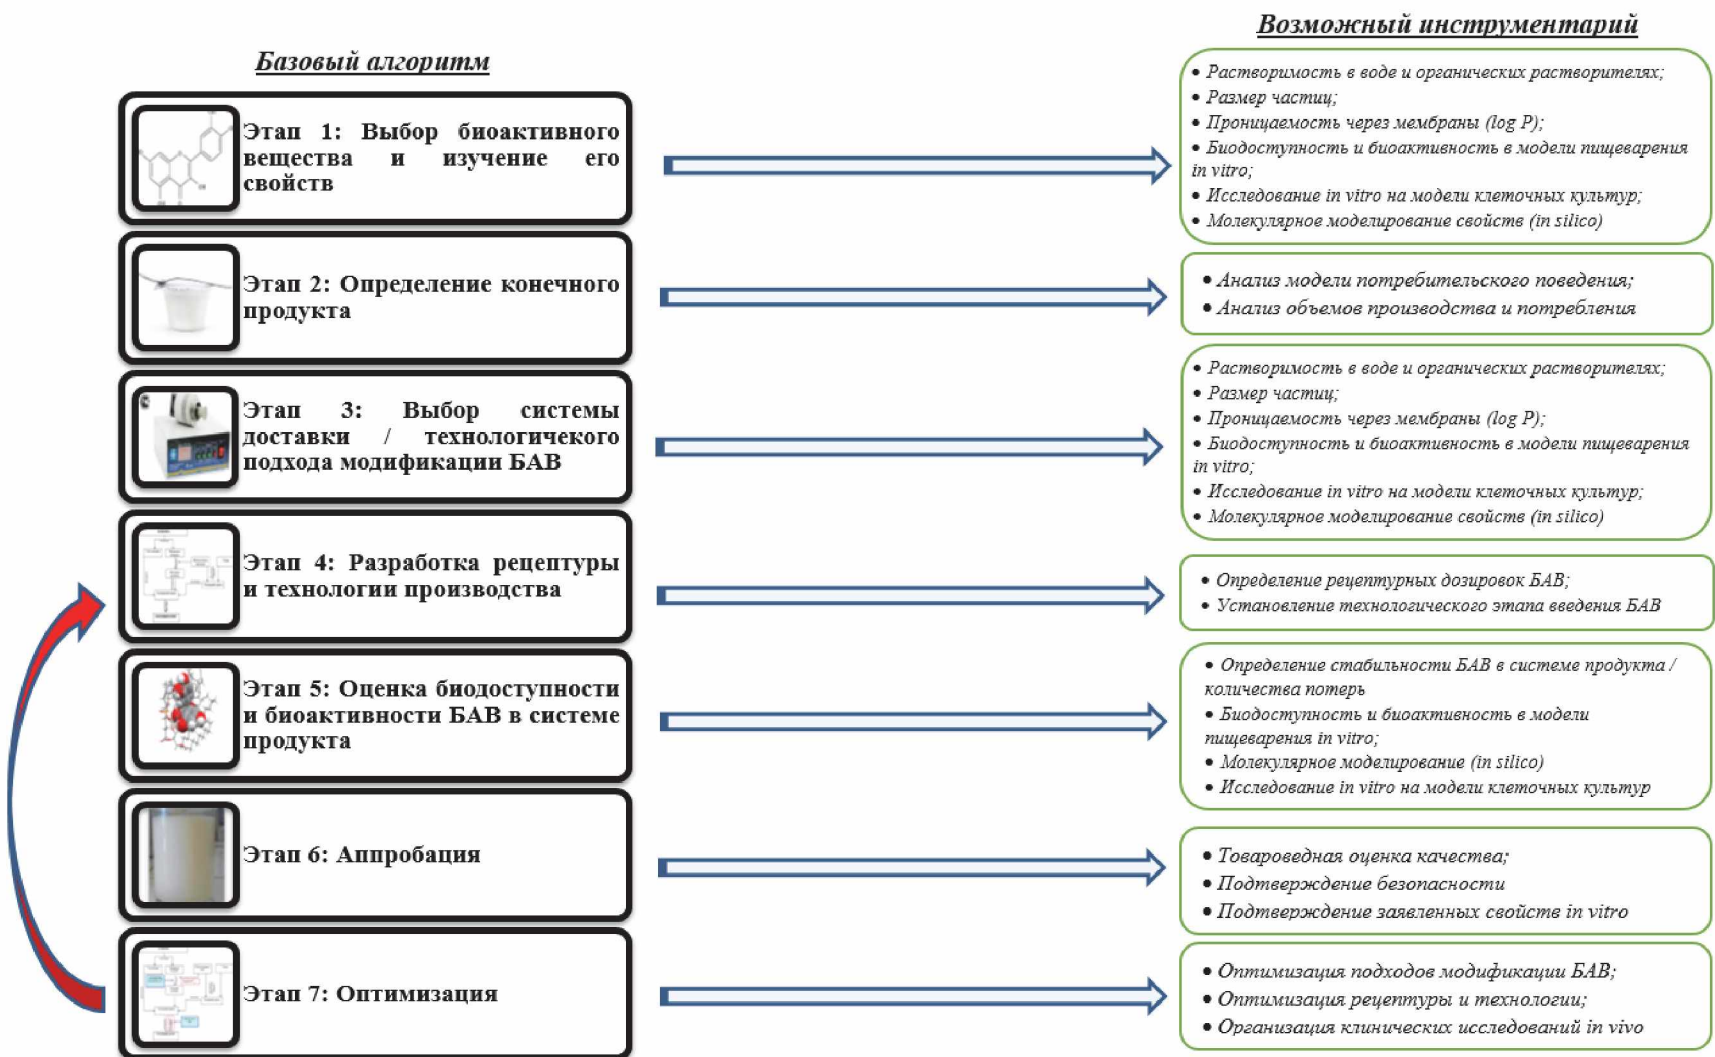 Базовый алгоритм
Возможный инструментарий
Этап 1: Выбор биоактивного
вещества и изучение его
свойств
• Растворимость в воде и органических растворителях;
• Размер частиц;
• Проницаемость через мембраны (log P);
• Биодоступность и биоактивность в модели пищеварения
in vitro;
• Исследование in vitro на модели клеточных культур;
• Молекулярное моделирование свойств (in silico)
Этап 2: Определение конечного
продукта
• Анализ модели потребительского поведения;
• Анализ объемов производства и потребления
Этап 3: Выбор системы
доставки / технологичекого
подхода модификации БАВ
• Растворимость в воде и органических растворителях;
• Размер частиц;
• Проницаемость через мембраны (log P);
• Биодоступность и биоактивность в модели пищеварения
in vitro;
• Исследование in vitro на модели клеточных культур;
• Молекулярное моделирование свойств (in silico)
Этап 4: Разработка рецептуры
и технологии производства
• Определение рецептурных дозировок БАВ;
• Установление технологического этапа введения БАВ
Этап 5: Оценка биодоступности
и биоактивности БАВ в системе
продукта
• Определение стабильности БАВ в системе продукта /
количества потерь
• Биодоступность и биоактивность в модели
пищеварения in vitro;
• Молекулярное моделирование (in silico)
• Исследование in vitro на модели клеточных культур
Этап 6: Аппробация
• Товароведная оценка качества;
• Подтверждение безопасности
• Подтверждение заявленных свойств in vitro
Этап 7: Оптимизация
• Оптимизация подходов модификации БАВ;
• Оптимизация рецептуры и технологии;
• Организация клинических исследований in vivo